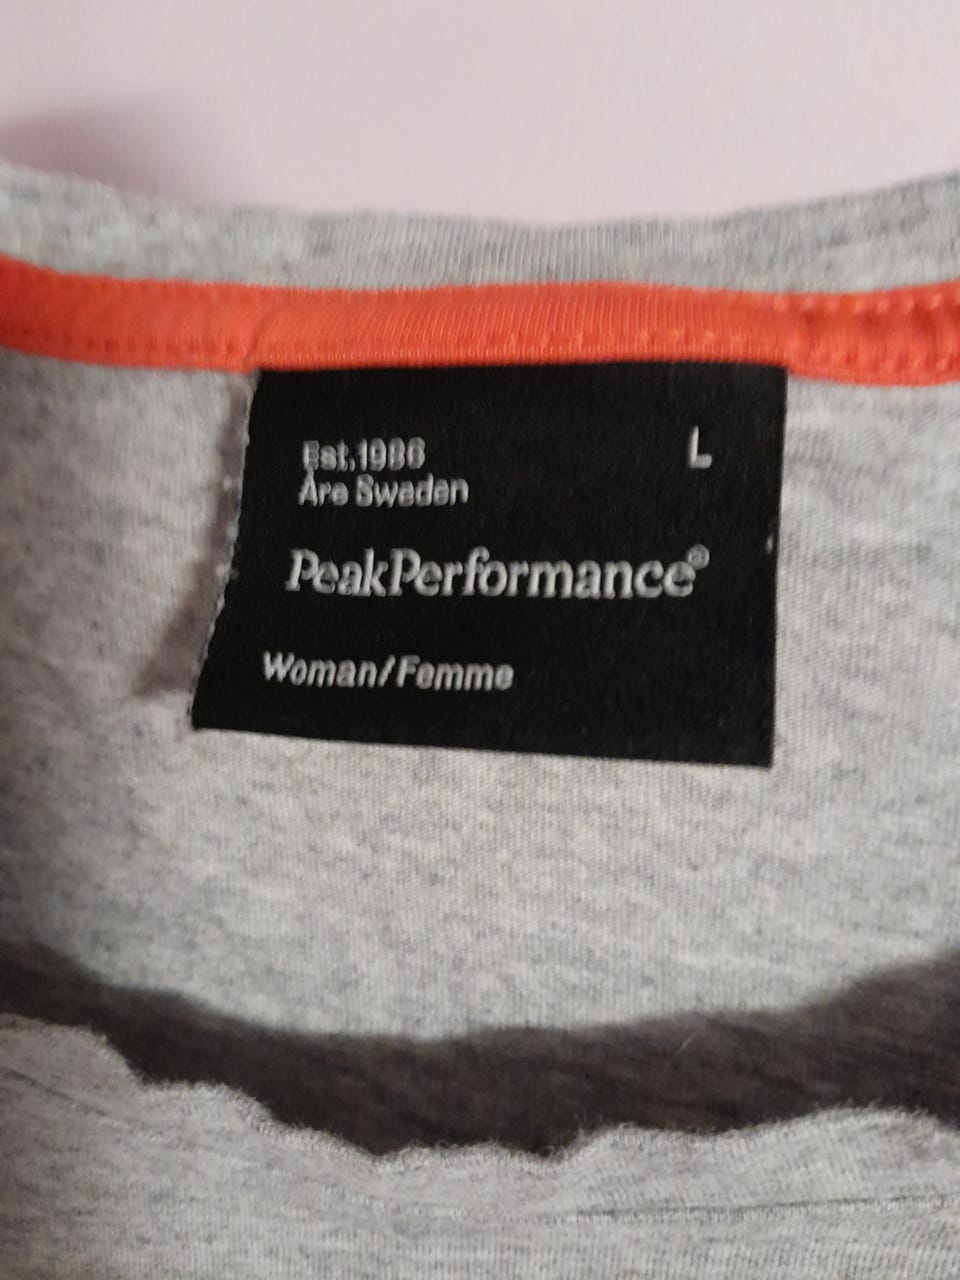 Est.1986
L
Åre Sweden
PeakPerformance®
Woman/Femme